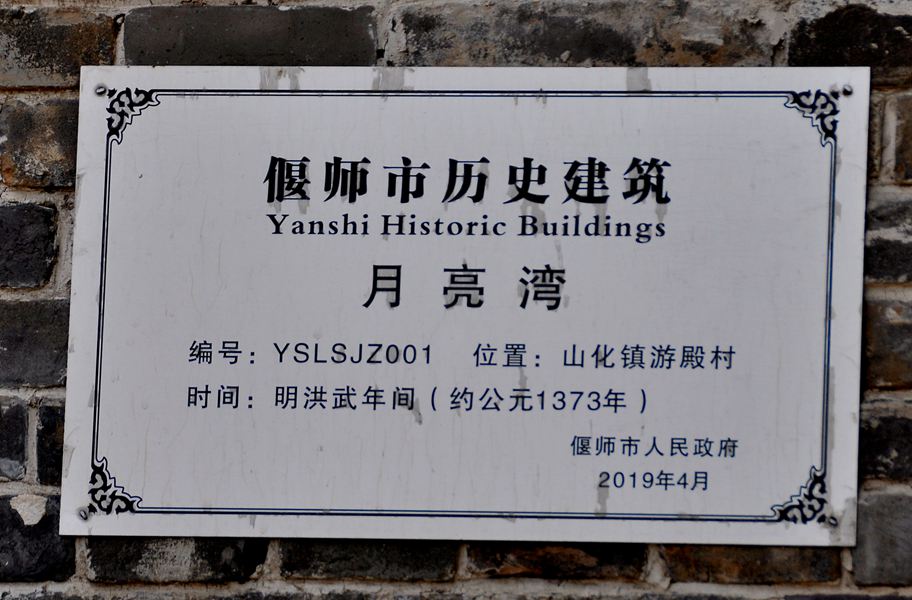 偃师市历史建筑
Yanshi Historic Buildings
月亮湾
编号：YSLSJZ001 位置：山化镇游殿村
时间：明洪武年间（约公元1373年）
偃师市人民政府
2019年4月